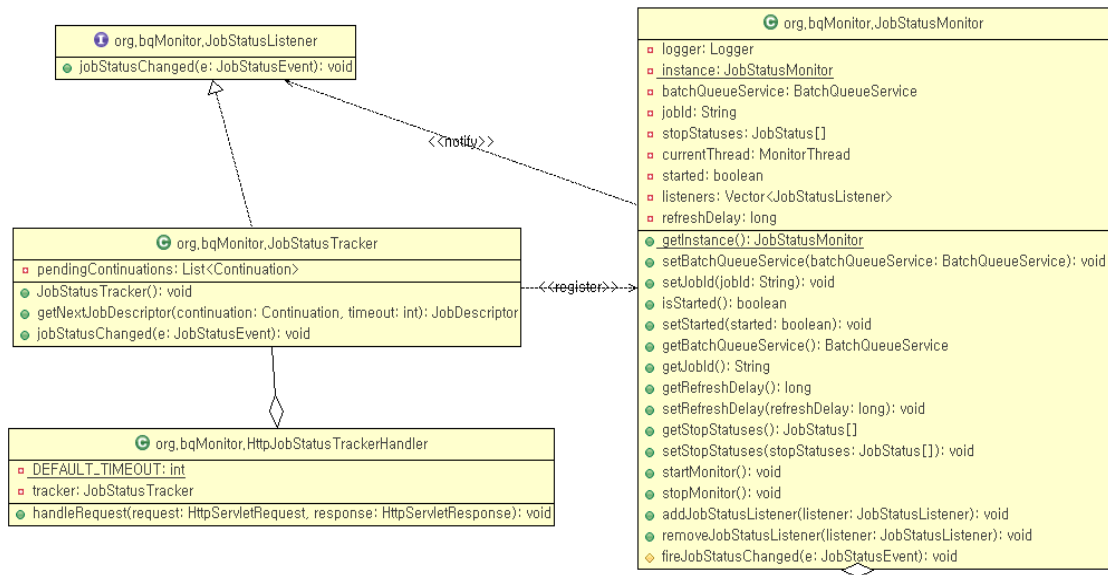 org.bqMonitor.JobStatusListener
jobStatusChanged(e: JobStatusEvent): void
<<notify>>
org.bqMonitor.JobStatusTracker
pendingContinuations: List<Continuation>
JobStatusTracker(): void
getNextJobDescriptor(continuation: Continuation, timeout: int): JobDescriptor
jobStatusChanged(e: JobStatusEvent): void
<<register>>
org.bqMonitor.HttpJobStatusTrackerHandler
DEFAULT_TIMEOUT: int
tracker: JobStatusTracker
handleRequest(request: HttpServletRequest, response: HttpServletResponse): void
org.bqMonitor.JobStatusMonitor
logger: Logger
instance: JobStatusMonitor
batchQueueService: BatchQueueService
jobId: String
stopStatuses: JobStatus[]
currentThread: MonitorThread
started: boolean
listeners: Vector<JobStatusListener>
refreshDelay: long
getInstance(): JobStatusMonitor
setBatchQueueService(batchQueueService: BatchQueueService): void
setJobId(jobId: String): void
isStarted(): boolean
setStarted(started: boolean): void
getBatchQueueService(): BatchQueueService
getJobId(): String
getRefreshDelay(): long
setRefreshDelay(refreshDelay: long): void
getStopStatuses(): JobStatus[]
setStopStatuses(stopStatuses: JobStatus[]): void
startMonitor(): void
stopMonitor(): void
addJobStatusListener(listener: JobStatusListener): void
removeJobStatusListener(listener: JobStatusListener): void
fireJobStatusChanged(e: JobStatusEvent): void